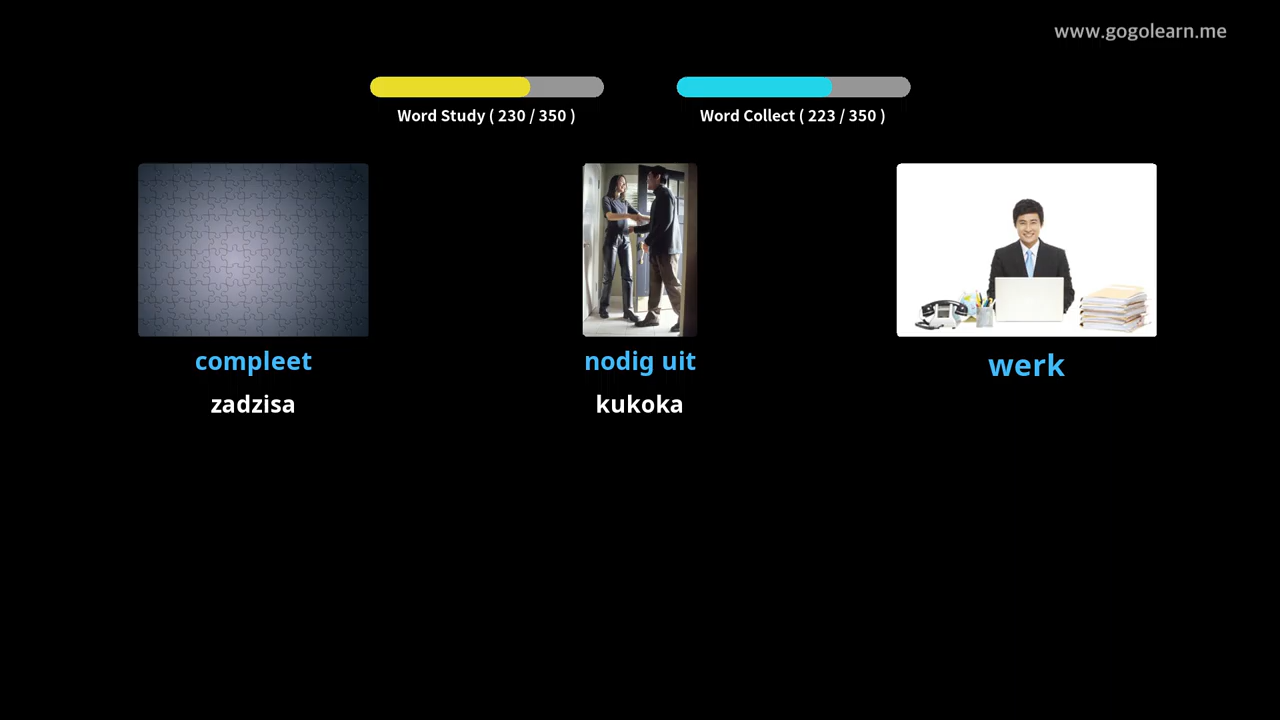 www.gogolearn.me
Word Study ( 230 / 350 )
Word Collect ( 223 / 350 )
compleet
nodig uit
werk
zadzisa
kukoka